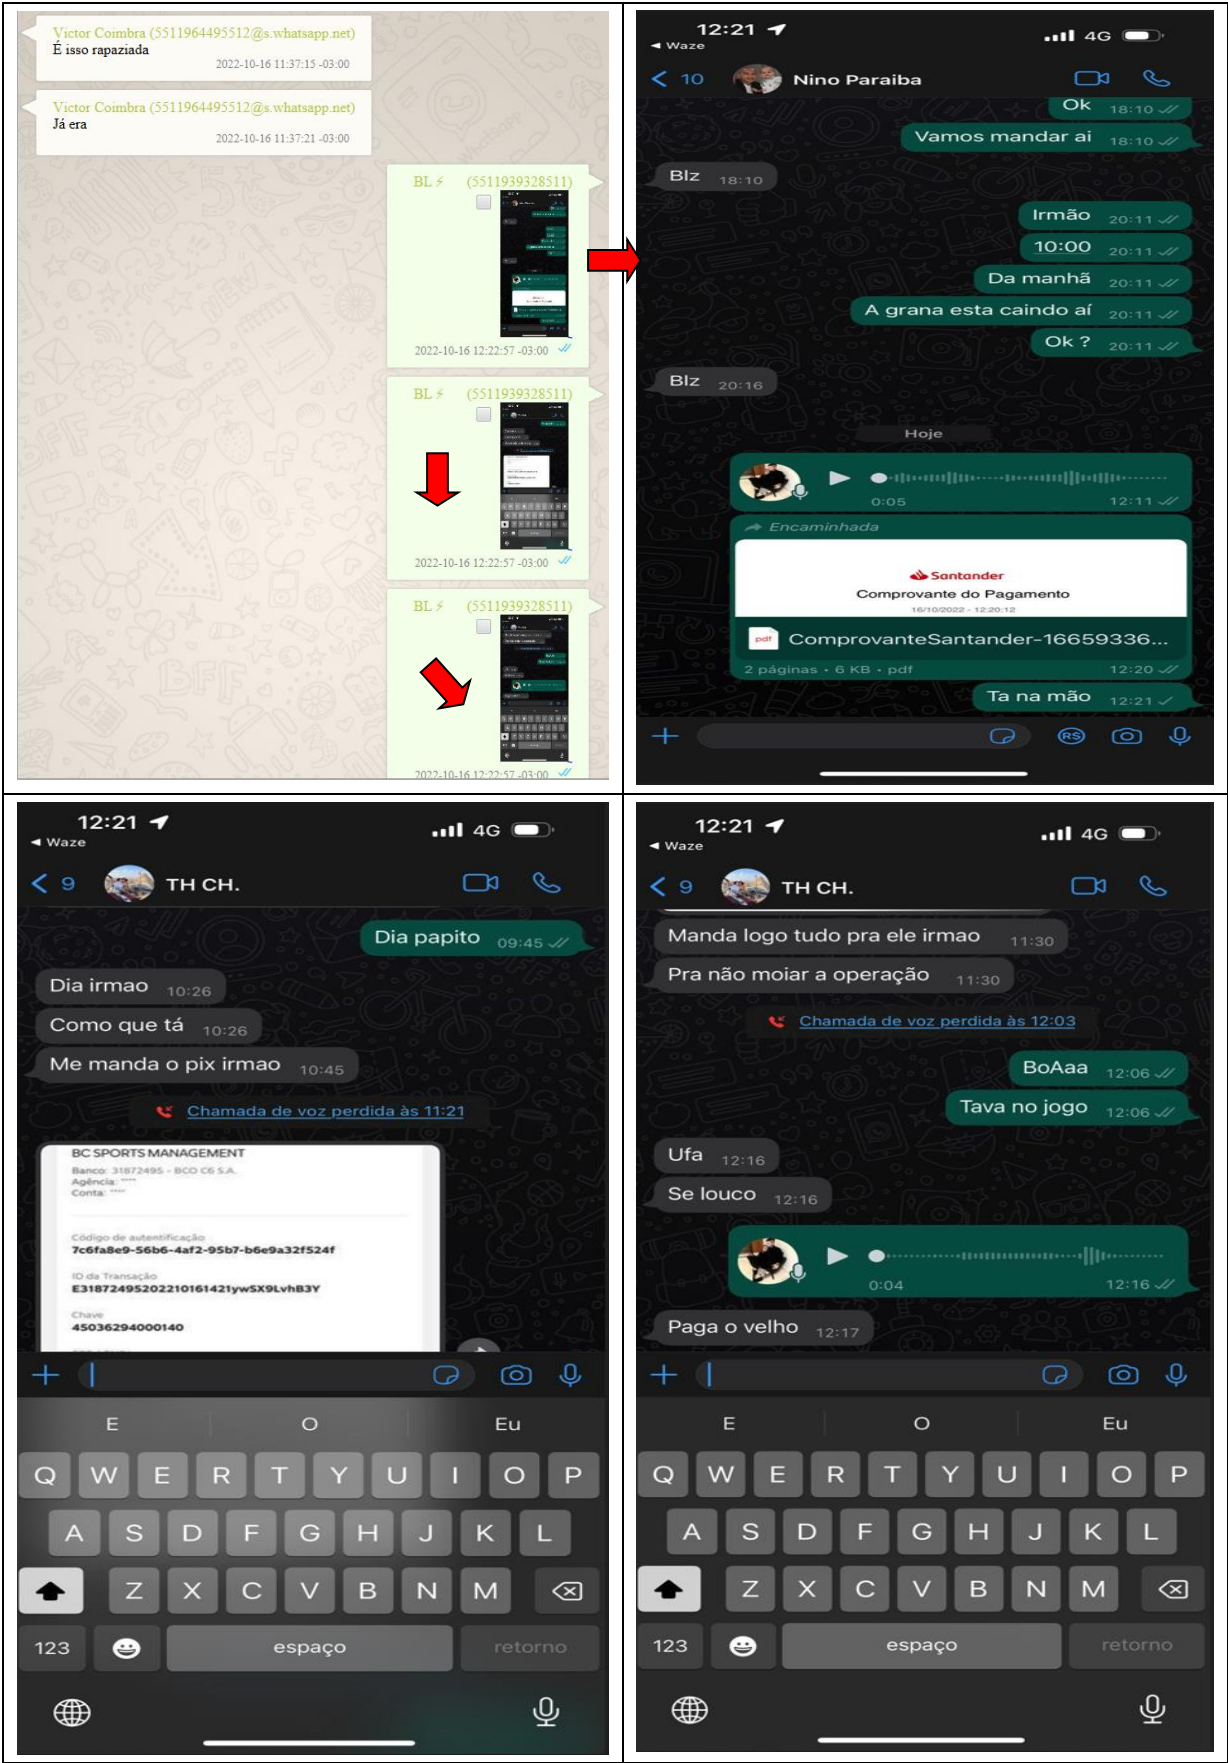 Victor Coimbra (5511964495512@s.whatsapp.net)
É isso rapaziada
2022-10-16 11:37:15 -03:00
Victor Coimbra (5511964495512@s.whatsapp.net)
Já era
2022-10-16 11:37:21 -03:00
BL⚡ (5511939328511)
2022-10-16 12:22:57 -03:00
BL⚡ (5511939328511)
2022-10-16 12:22:57 -03:00
BL⚡ (5511939328511)
2022-10-16 12:22:57 -03:00
12:21
4G
◄ Waze
10
Nino Paraiba
Ok 18:10
Vamos mandar ai 18:10
Blz 18:10
Irmão 20:11
10:00 20:11
Da manhã 20:11
A grana esta caindo aí 20:11
Ok ? 20:11
Blz 20:16
Hoje
0:05 12:11
Encaminhada
Santander
Comprovante do Pagamento
16/10/2022 - 12:20:12
pdf ComprovanteSantander-16659336...
2 páginas • 6 KB • pdf 12:20
Ta na mão 12:21
R$
12:21
4G
◄ Waze
9
TH CH.
Dia papito 09:45
Dia irmao 10:26
Como que tá 10:26
Me manda o pix irmao 10:45
Chamada de voz perdida às 11:21
BC SPORTS MANAGEMENT
Banco: 31872495 - BCO C6 S.A.
Agência: ****
Conta: ****
Código de autentificação
7c6fa8e9-56b6-4af2-95b7-b6e9a32f524f
ID da Transação
E31872495202210161421ywSX9LvhB3Y
Chave
45036294000140
E O Eu
Q W E R T Y U I O P
A S D F G H J K L
Z X C V B N M
123 espaço retorno
12:21
4G
◄ Waze
9
TH CH.
Manda logo tudo pra ele irmao 11:30
Pra não moiar a operação 11:30
Chamada de voz perdida às 12:03
BoAaa 12:06
Tava no jogo 12:06
Ufa 12:16
Se louco 12:16
0:04 12:16
Paga o velho 12:17
E O Eu
Q W E R T Y U I O P
A S D F G H J K L
Z X C V B N M
123 espaço retorno